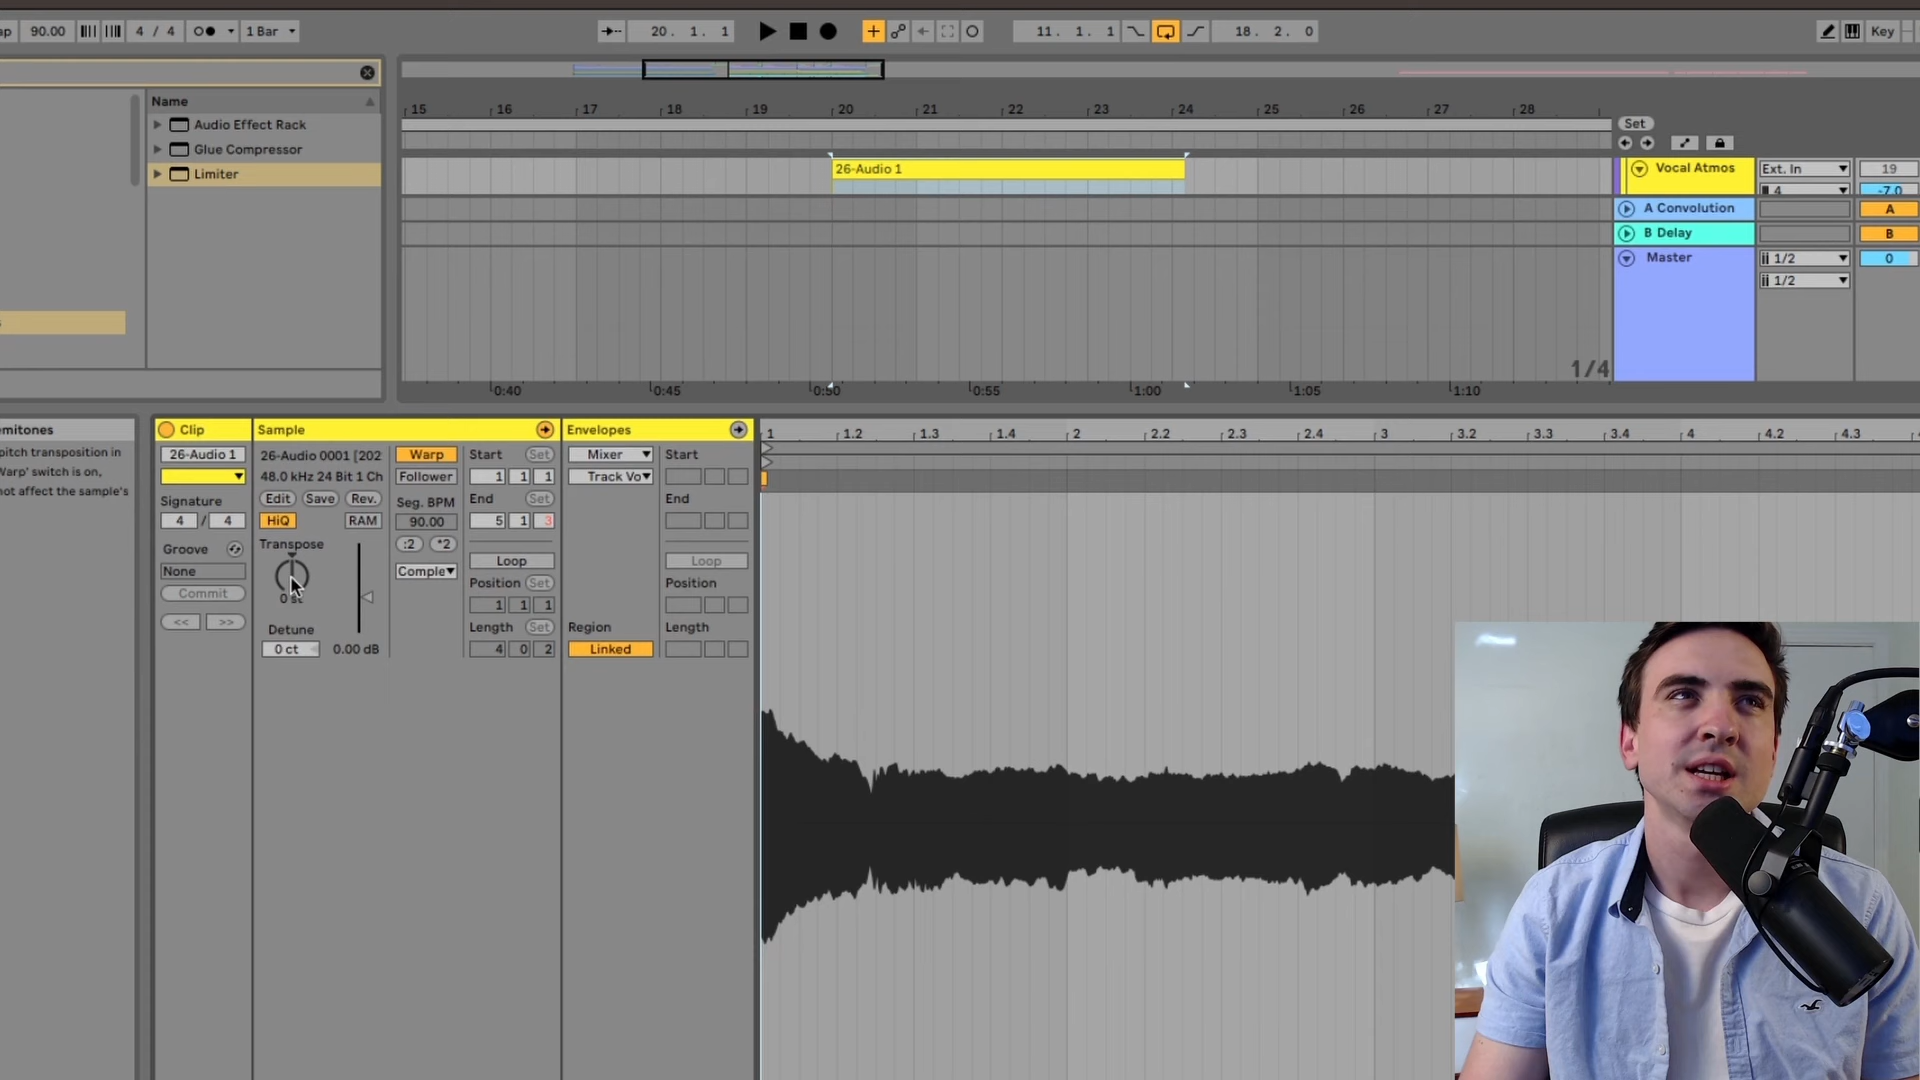 ap 90.00 4 / 4 1 Bar 20. 1. 1 11. 1. 1 18. 2. 0 Key
Name
Audio Effect Rack
Glue Compressor
Limiter
15 16 17 18 19 20 21 22 23 24 25 26 27 28
Set
26-Audio 1
Vocal Atmos Ext. In 19
4 -7.0
A Convolution A
B Delay B
Master 1/2 0
1/2
1/4
0:40 0:45 0:50 0:55 1:00 1:05 1:10
emitones
pitch transposition in
Warp' switch is on,
not affect the sample's
Clip
26-Audio 1
Signature
4 / 4
Groove
None
Commit
<< >>
Sample
26-Audio 0001 [202
48.0 kHz 24 Bit 1 Ch
Edit Save Rev.
HiQ RAM
Transpose
0 st
Detune
0 ct 0.00 dB
Warp
Follower
Seg. BPM
90.00
:2 *2
Comple
Start Set
1 1 1
End Set
5 1 3
Loop
Position Set
1 1 1
Length Set
4 0 2
Envelopes
Mixer
Track Vo
Region
Linked
Start
End
Loop
Position
Length
1 1.2 1.3 1.4 2 2.2 2.3 2.4 3 3.2 3.3 3.4 4 4.2 4.3